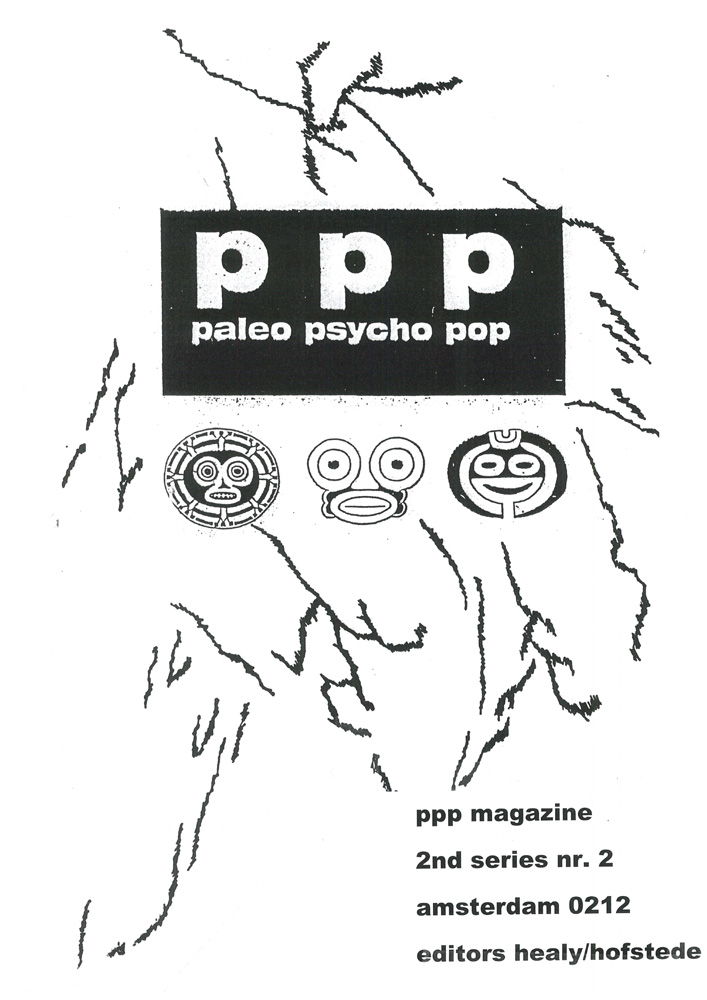 p p p
paleo psycho pop
ppp magazine
2nd series nr. 2
amsterdam 0212
editors healy/hofstede